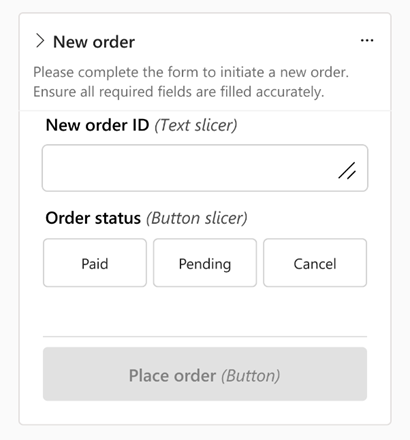 New order
Please complete the form to initiate a new order.
Ensure all required fields are filled accurately.
New order ID (Text slicer)
Order status (Button slicer)
Paid
Pending
Cancel
Place order (Button)